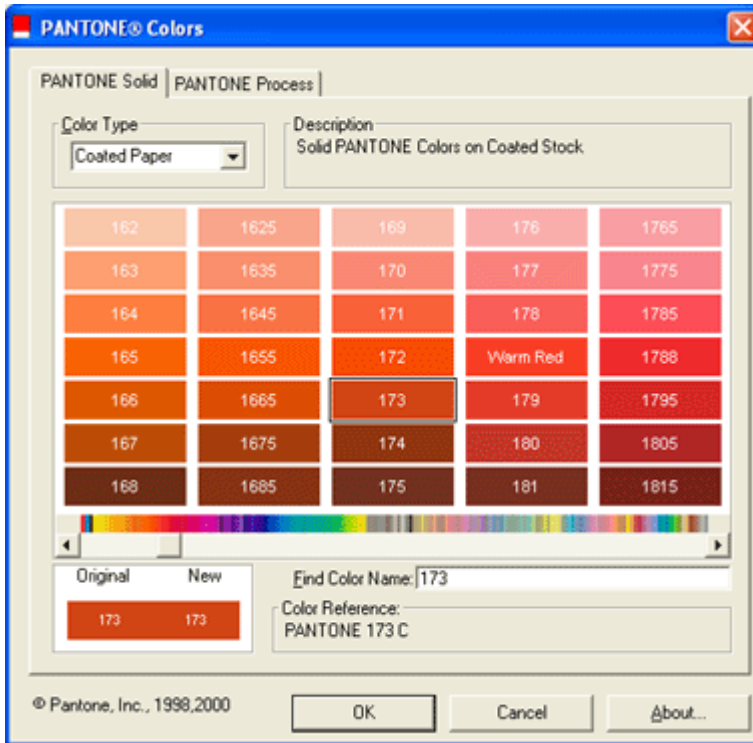 PANTONE® Colors
PANTONE Solid PANTONE Process
Color Type
Coated Paper
Description
Solid PANTONE Colors on Coated Stock
162 1625 169 176 1765
163 1635 170 177 1775
164 1645 171 178 1785
165 1655 172 Warm Red 1788
166 1665 173 179 1795
167 1675 174 180 1805
168 1685 175 181 1815
Original New
173 173
Find Color Name: 173
Color Reference:
PANTONE 173 C
© Pantone, Inc., 1998,2000
OK Cancel About...